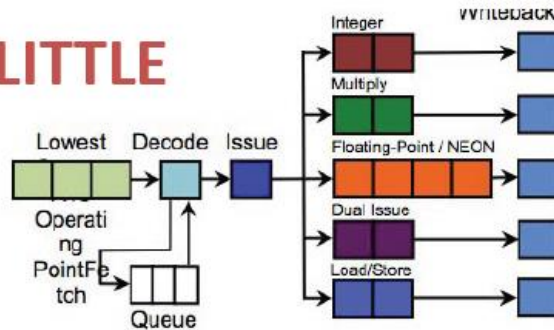 LITTLE
Integer
Writeback
Multiply
Lowest Decode Issue
Floating-Point / NEON
Operati
ng
PointFe
tch
Dual Issue
Load/Store
Queue